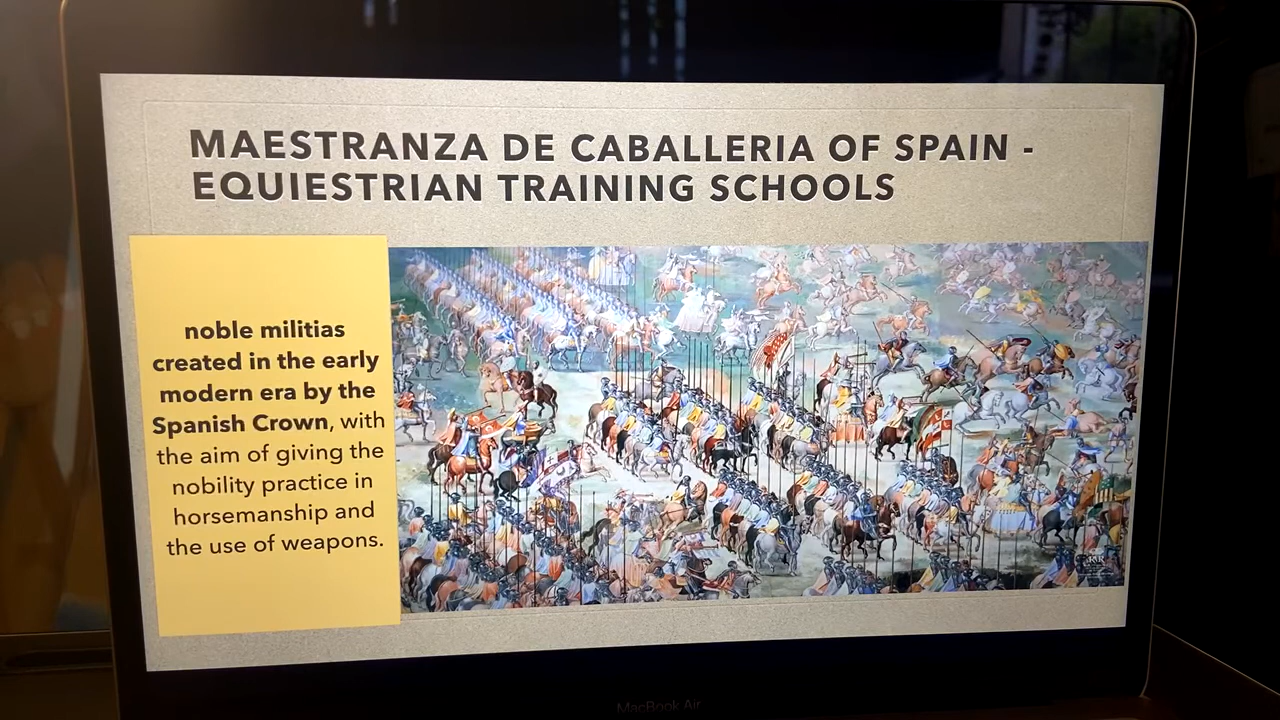 MAESTRANZA DE CABALLERIA OF SPAIN -
EQUIESTRIAN TRAINING SCHOOLS
noble militias
created in the early
modern era by the
Spanish Crown, with
the aim of giving the
nobility practice in
horsemanship and
the use of weapons.
MacBook Air